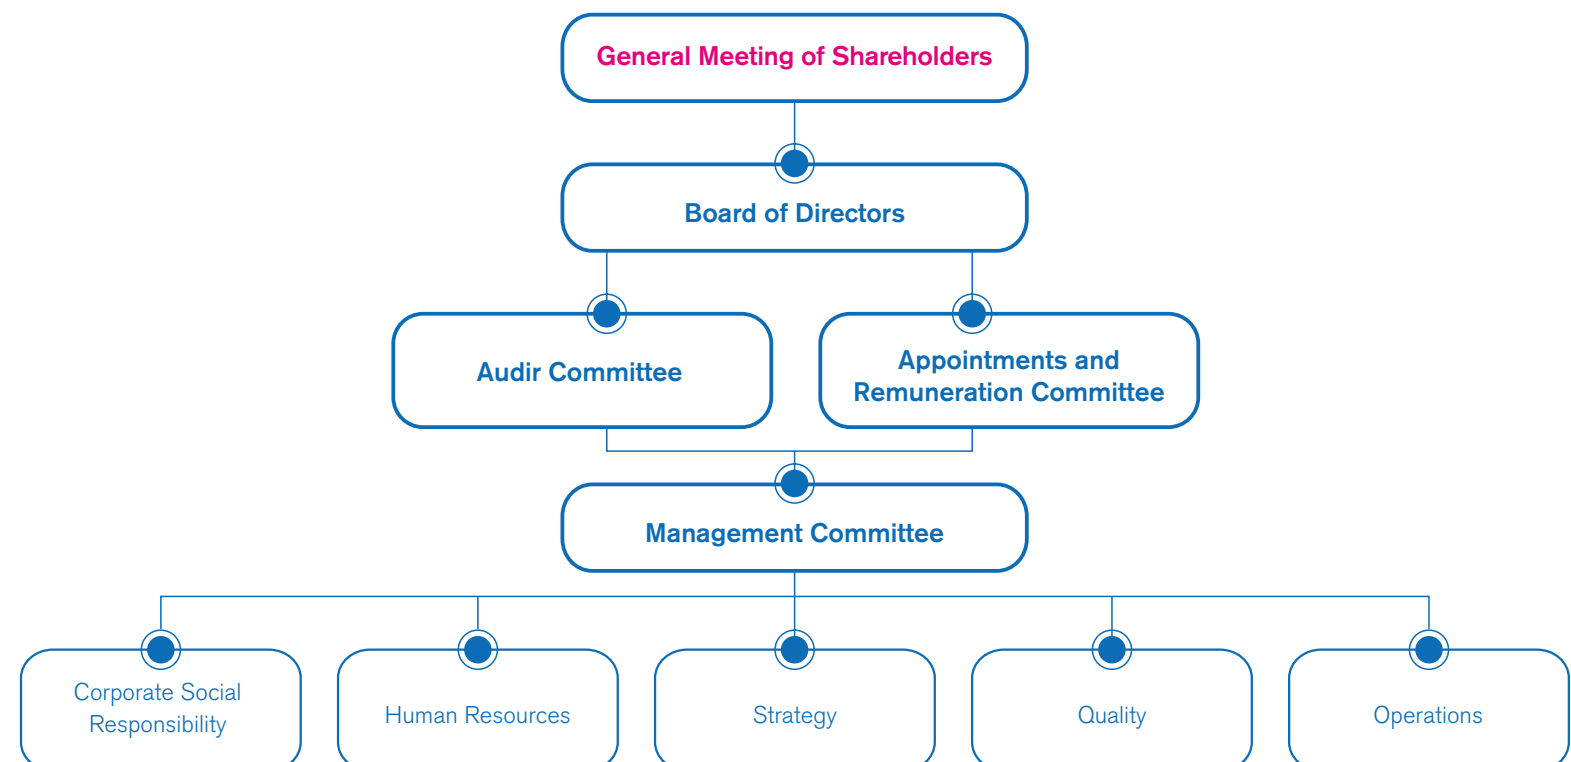 General Meeting of Shareholders
Board of Directors
Audir Committee
Appointments and
Remuneration Committee
Management Committee
Corporate Social
Responsibility
Human Resources
Strategy
Quality
Operations